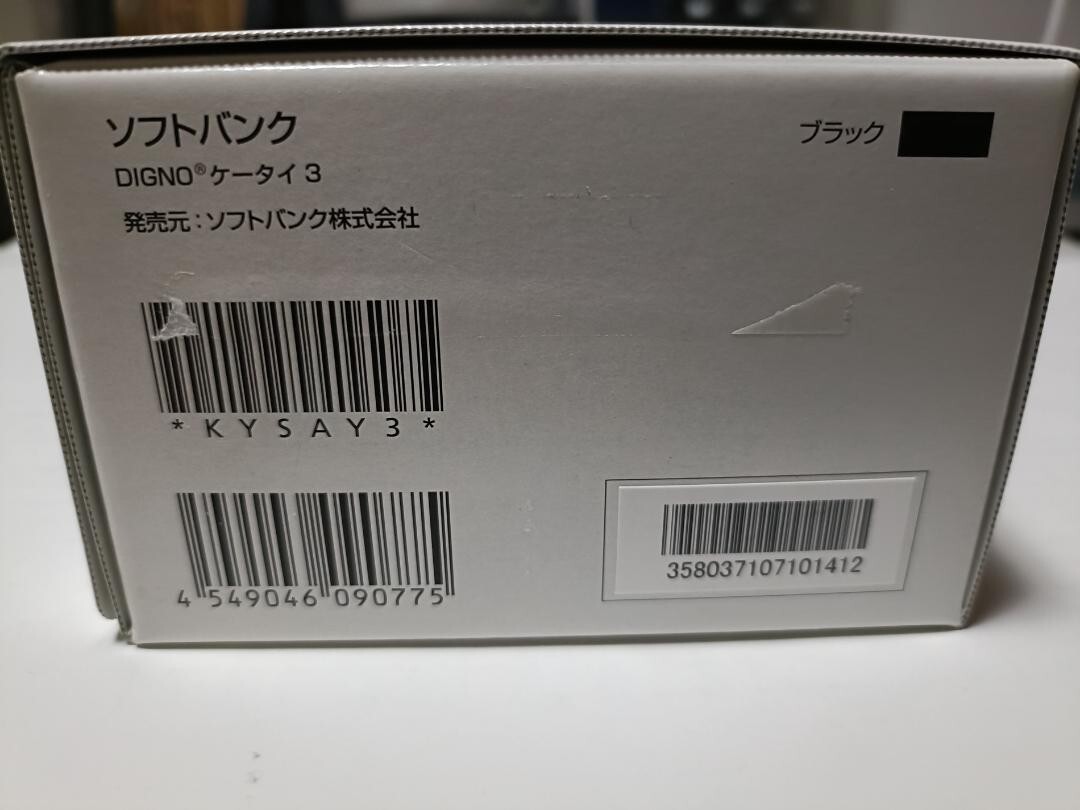 ソフトバンク
ブラック
DIGNO®ケータイ 3
発売元:ソフトバンク株式会社
*KYSAY3*
4 549046 090775
358037107101412